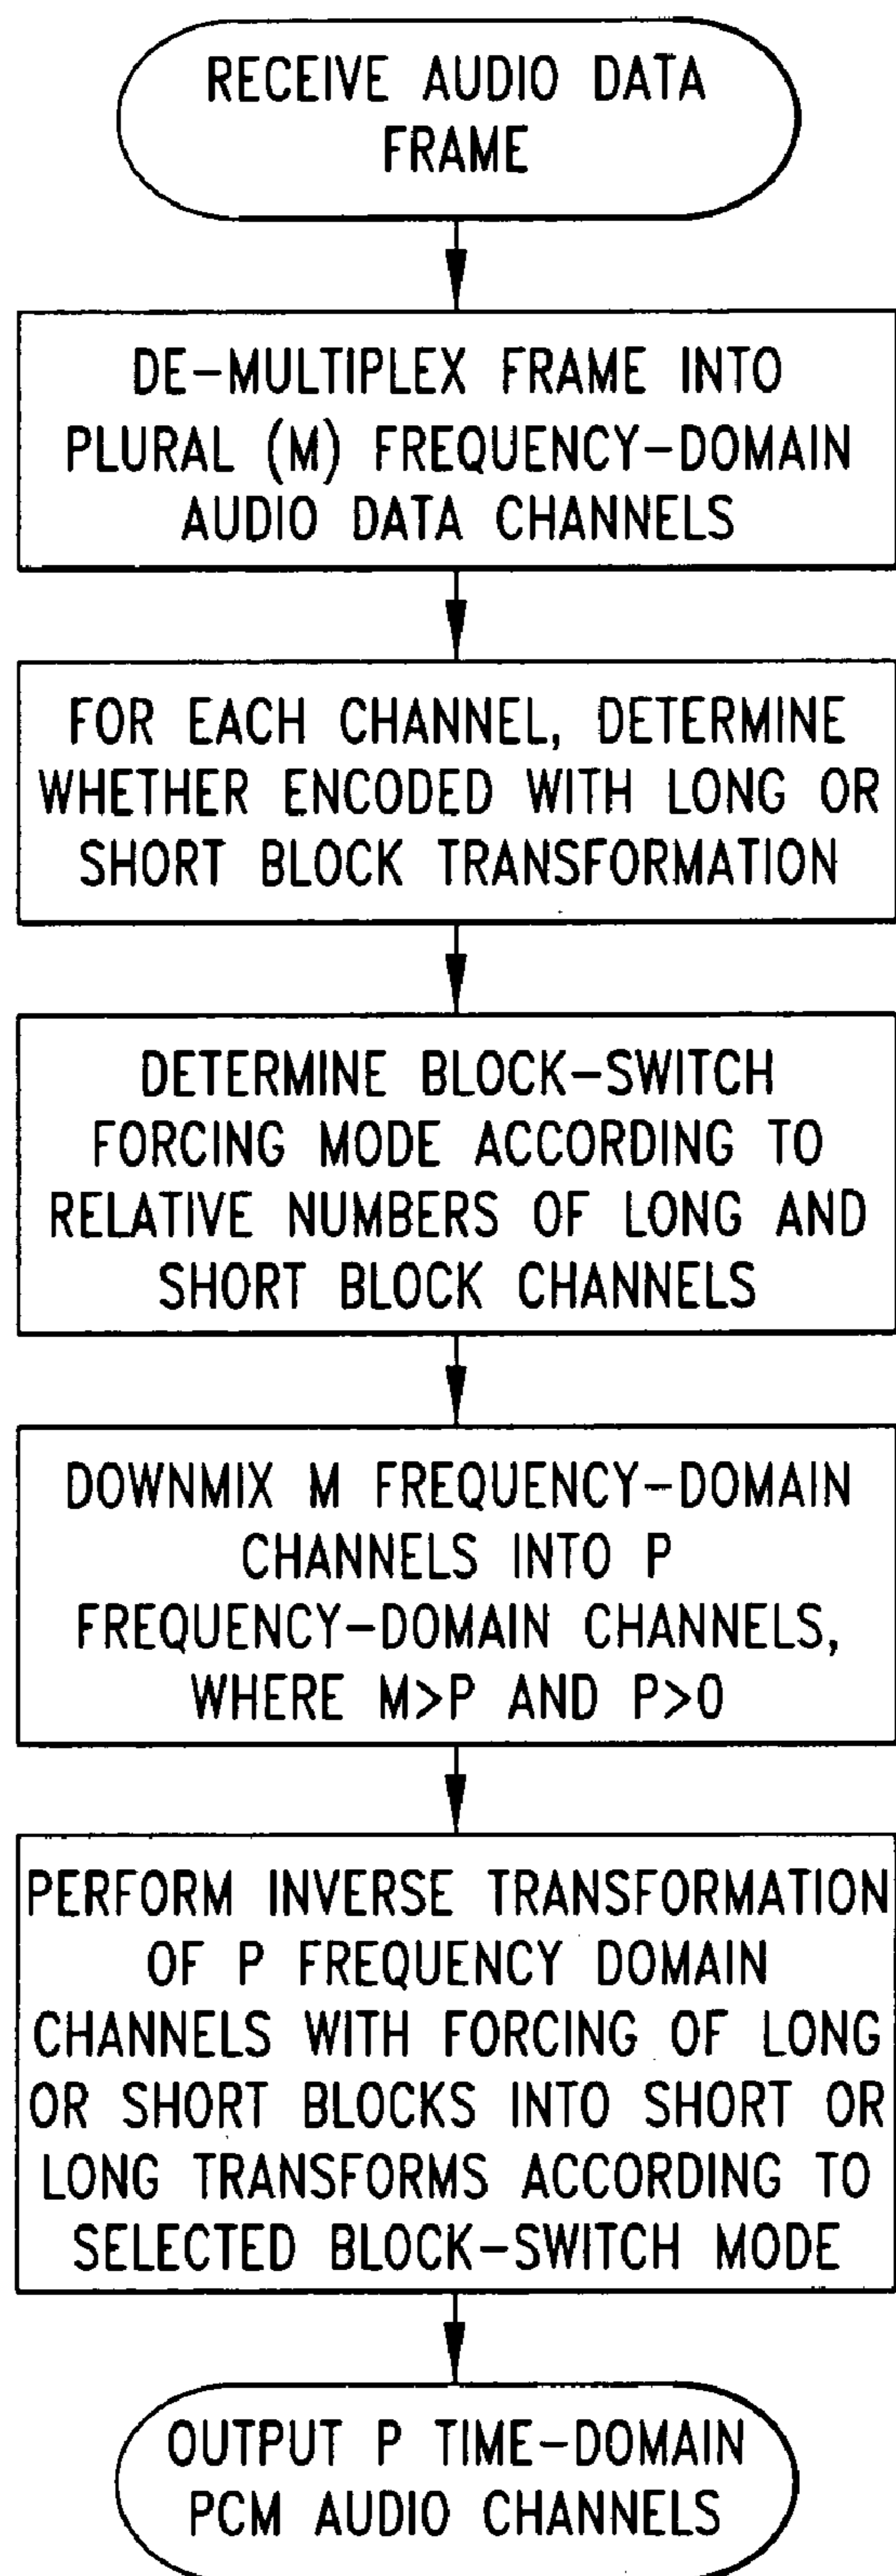 RECEIVE AUDIO DATA
FRAME
DE-MULTIPLEX FRAME INTO
PLURAL (M) FREQUENCY-DOMAIN
AUDIO DATA CHANNELS
FOR EACH CHANNEL, DETERMINE
WHETHER ENCODED WITH LONG OR
SHORT BLOCK TRANSFORMATION
DETERMINE BLOCK-SWITCH
FORCING MODE ACCORDING TO
RELATIVE NUMBERS OF LONG AND
SHORT BLOCK CHANNELS
DOWNMIX M FREQUENCY-DOMAIN
CHANNELS INTO P
FREQUENCY-DOMAIN CHANNELS,
WHERE M>P AND P>0
PERFORM INVERSE TRANSFORMATION
OF P FREQUENCY DOMAIN
CHANNELS WITH FORCING OF LONG
OR SHORT BLOCKS INTO SHORT OR
LONG TRANSFORMS ACCORDING TO
SELECTED BLOCK-SWITCH MODE
OUTPUT P TIME-DOMAIN
PCM AUDIO CHANNELS